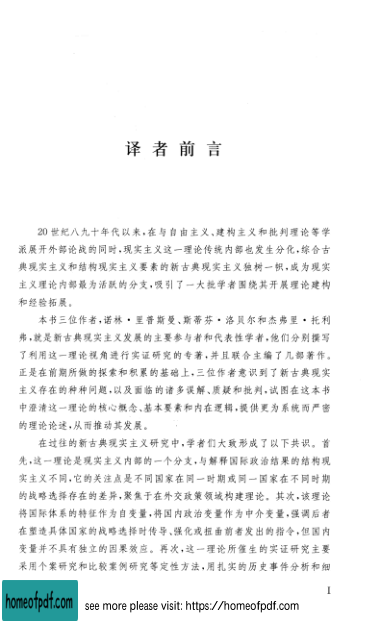 译者前言
20世纪八九十年代以来,在与自由主义、建构主义和批判理论等学
派展开外部论战的同时,现实主义这一理论传统内部也发生分化,综合古
典现实主义和结构现实主义要素的新古典现实主义独树一帜,成为现实
主义理论内部最为活跃的分支,吸引了一大批学者围绕其开展理论建构
和经验拓展。
本书三位作者,诺林·里普斯曼、斯蒂芬·洛贝尔和杰弗里·托利
弗,就是新古典现实主义发展的主要参与者和代表性学者,他们分别撰写
了利用这一理论视角进行实证研究的专著,并且联合主编了几部著作。
正是在前期所做的探索和积累的基础上,三位作者意识到了新古典现实
主义存在的种种问题,以及面临的诸多误解、质疑和批判,试图在这本书
中澄清这一理论的核心概念、基本要素和内在逻辑,提供更为系统而严密
的理论论述,从而推动其发展。
在过往的新古典现实主义研究中,学者们大致形成了以下共识。首
先,这一理论是现实主义内部的一个分支,与解释国际政治结果的结构现
实主义不同,它的关注点是不同国家在同一时期或同一国家在不同时期
的战略选择存在的差异,聚焦于在外交政策领域构建理论。其次,该理论
将国际体系的特征作为自变量,将国内政治变量作为中介变量,强调后者
在塑造具体国家的战略选择时传导、强化或扭曲前者发出的指令,但国内
变量并不具有独立的因果效应。再次,这一理论所催生的实证研究主要
采用个案研究和比较案例研究等定性方法,用扎实的历史事件分析和细
I
homeofpdf.com
see more please visit: https://homeofpdf.com